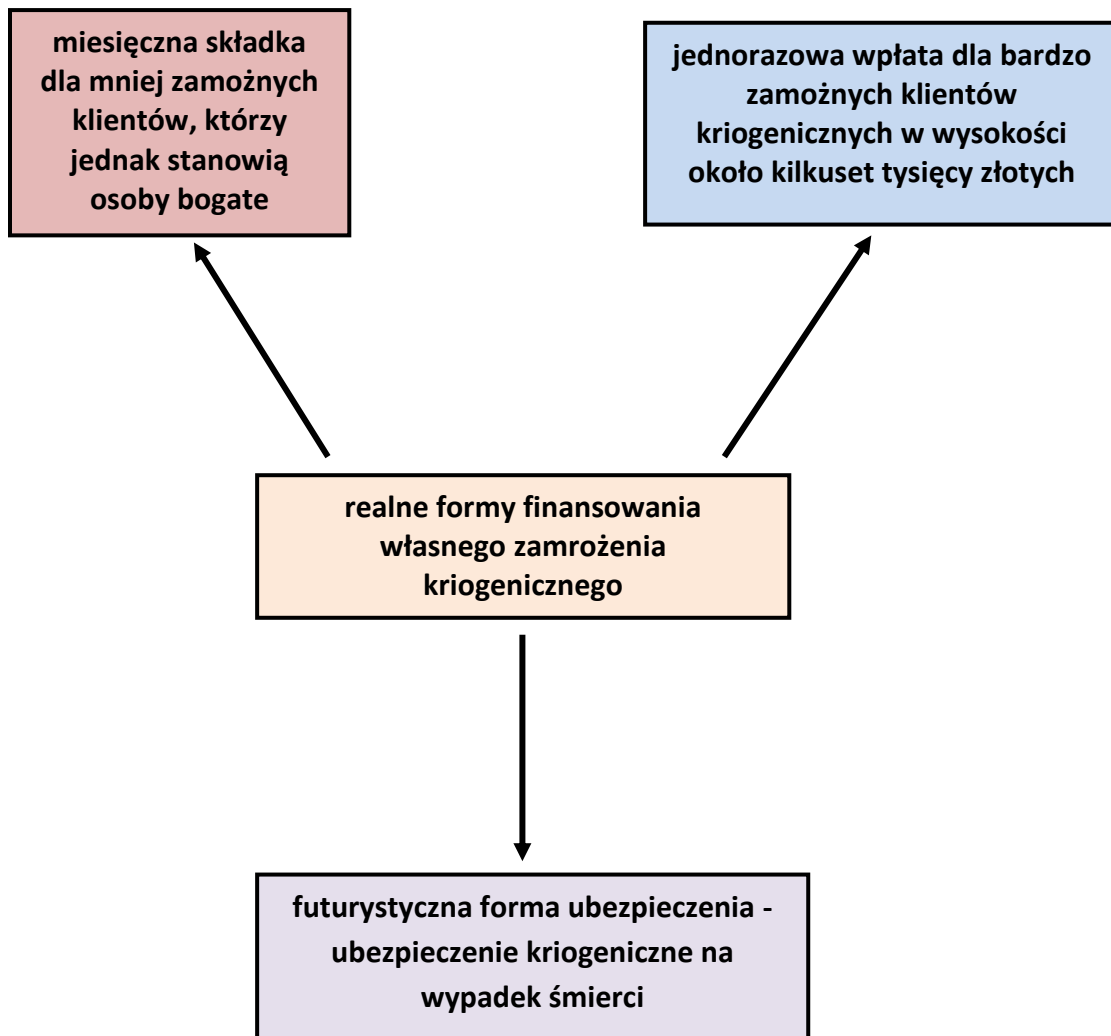 miesięczna składka
dla mniej zamożnych
klientów, którzy
jednak stanowią
osoby bogate
jednorazowa wpłata dla bardzo
zamożnych klientów
kriogenicznych w wysokości
około kilkuset tysięcy złotych
realne formy finansowania
własnego zamrożenia
kriogenicznego
futurystyczna forma ubezpieczenia -
ubezpieczenie kriogeniczne na
wypadek śmierci